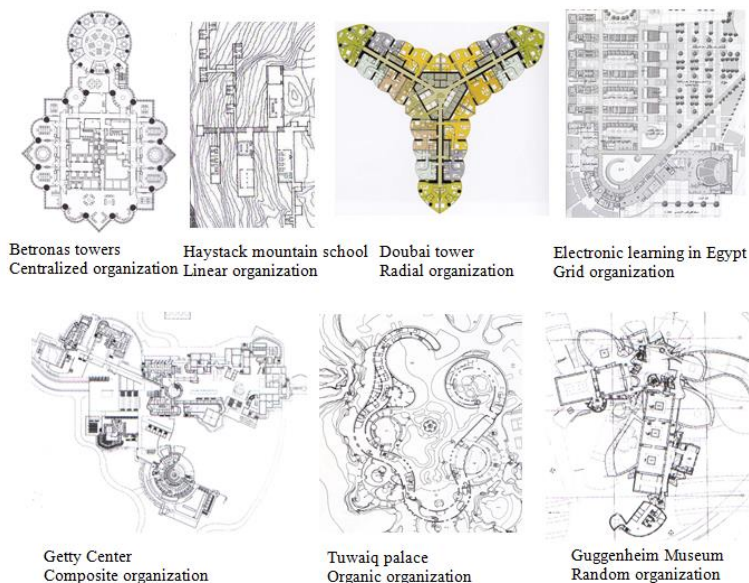 Betronas towers
Centralized organization
Haystack mountain school
Linear organization
Doubai tower
Radial organization
Electronic learning in Egypt
Grid organization
Getty Center
Composite organization
Tuwaiq palace
Organic organization
Guggenheim Museum
Random organization